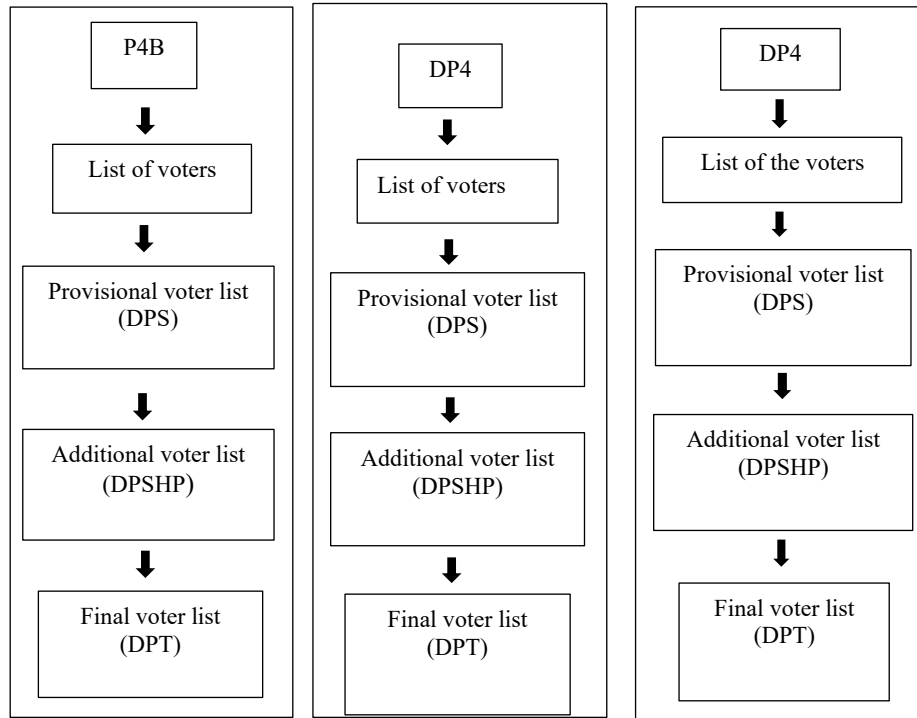 P4B
List of voters
Provisional voter list
(DPS)
Additional voter list
(DPSHP)
Final voter list
(DPT)
DP4
List of voters
Provisional voter list
(DPS)
Additional voter list
(DPSHP)
Final voter list
(DPT)
DP4
List of the voters
Provisional voter list
(DPS)
Additional voter list
(DPSHP)
Final voter list
(DPT)